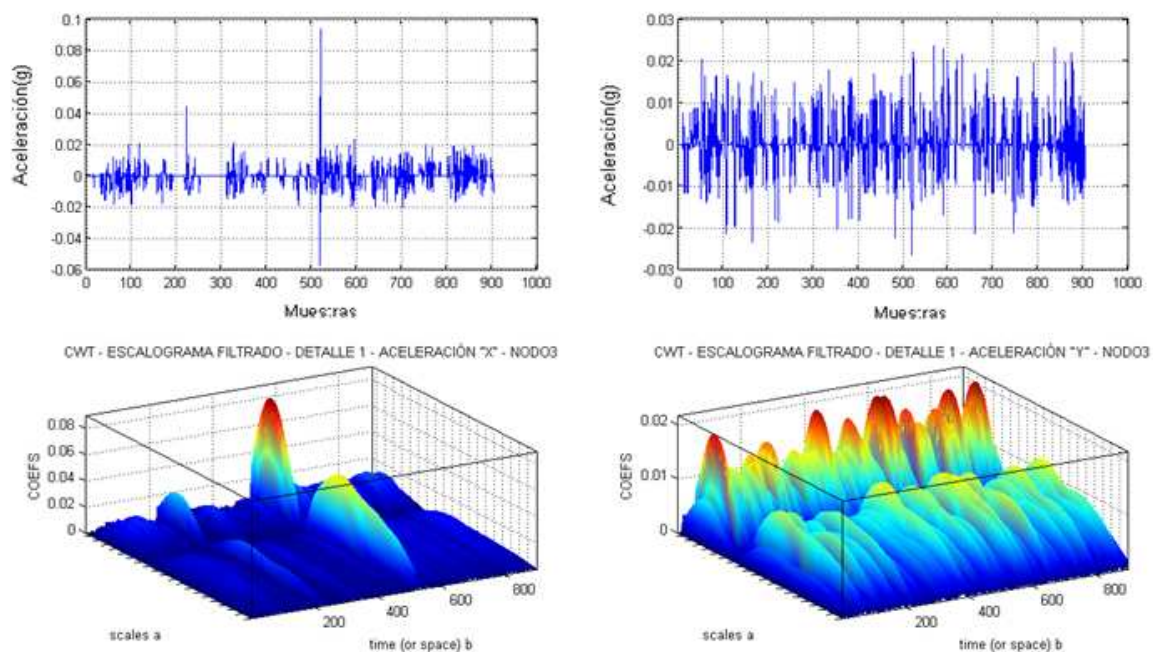 Aceleración(g)
0.1
0.08
0.06
0.04
0.02
0
-0.02
-0.04
-0.06
0 100 200 300 400 500 600 700 800 900 1000
Muestras
Aceleración(g)
0.03
0.02
0.01
0
-0.01
-0.02
-0.03
0 100 200 300 400 500 600 700 800 900 1000
Muestras
CWT - ESCALOGRAMA FILTRADO - DETALLE 1 - ACELERACIÓN "X" - NODO3
COEFS
0.08
0.06
0.04
0.02
0
200
400
600
800
scales a
time (or space) b
CWT - ESCALOGRAMA FILTRADO - DETALLE 1 - ACELERACIÓN "Y" - NODO3
COEFS
0.02
0.01
0
200
400
600
800
scales a
time (or space) b